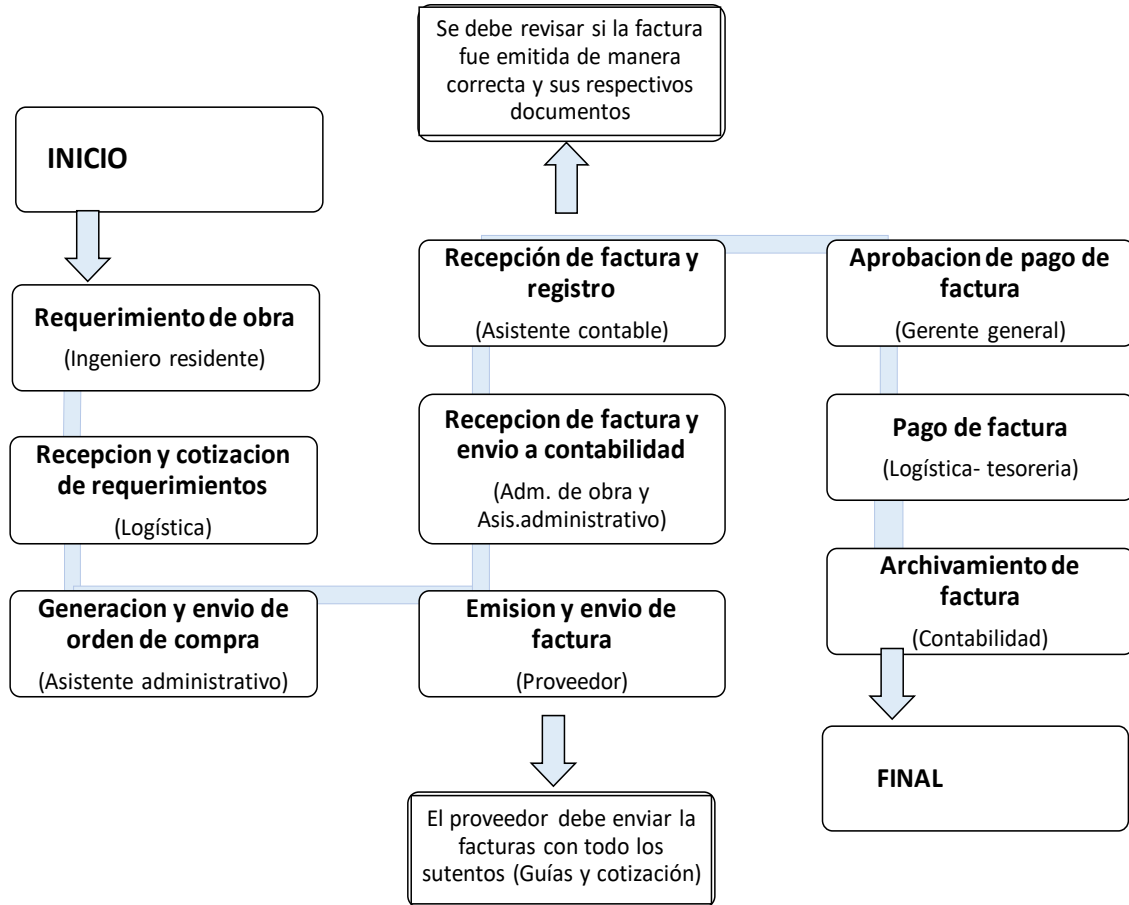 INICIO
Requerimiento de obra
(Ingeniero residente)
Recepcion y cotizacion
de requerimientos
(Logística)
Generacion y envio de
orden de compra
(Asistente administrativo)
Emision y envio de
factura
(Proveedor)
El proveedor debe enviar la
facturas con todo los
sutentos (Guías y cotización)
Recepcion de factura y
envio a contabilidad
(Adm. de obra y
Asis.administrativo)
Recepción de factura y
registro
(Asistente contable)
Se debe revisar si la factura
fue emitida de manera
correcta y sus respectivos
documentos
Aprobacion de pago de
factura
(Gerente general)
Pago de factura
(Logística- tesoreria)
Archivamiento de
factura
(Contabilidad)
FINAL